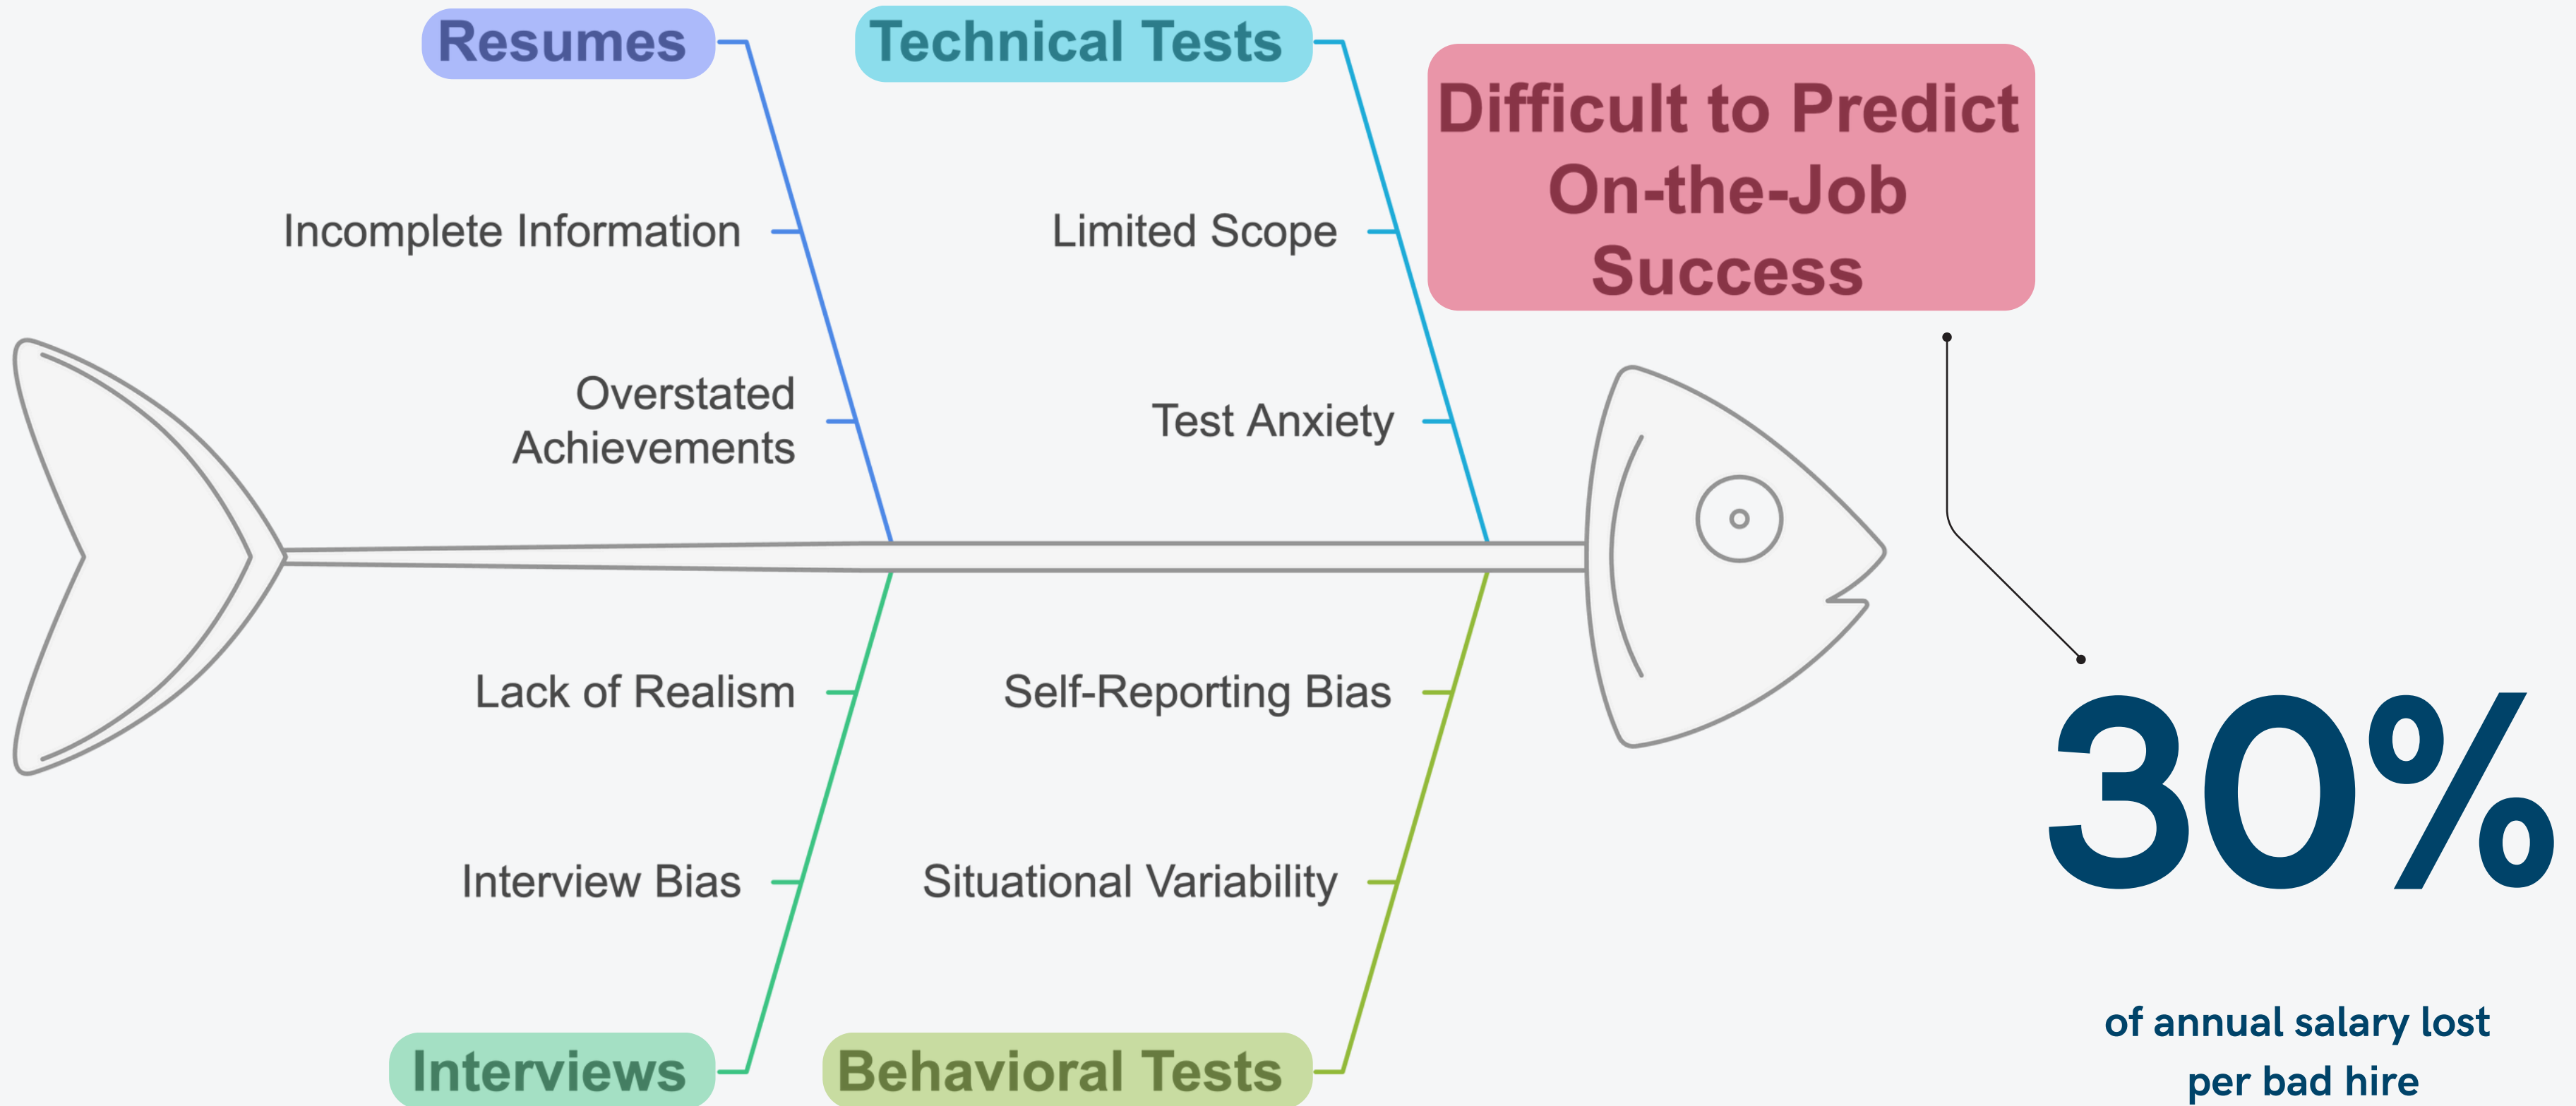 Resumes
Incomplete Information
Overstated
Achievements
Technical Tests
Limited Scope
Test Anxiety
Difficult to Predict
On-the-Job
Success
Lack of Realism
Interview Bias
Interviews
Self-Reporting Bias
Situational Variability
Behavioral Tests
30%
of annual salary lost
per bad hire